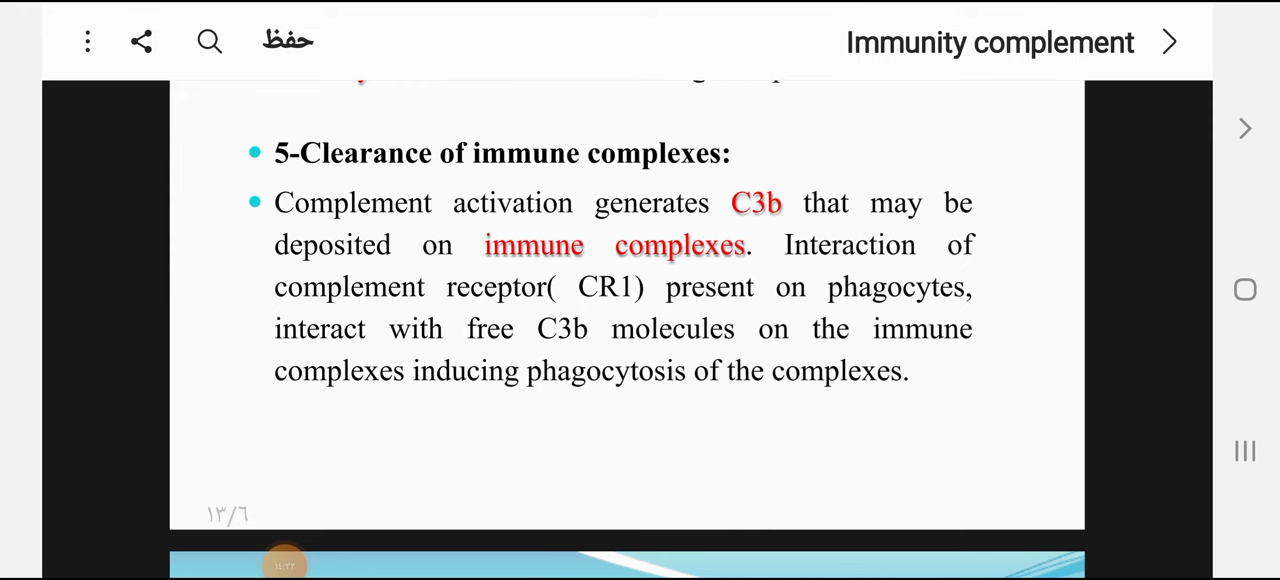 حفظ
Immunity complement
5-Clearance of immune complexes:
Complement activation generates C3b that may be
deposited on immune complexes. Interaction of
complement receptor( CR1) present on phagocytes,
interact with free C3b molecules on the immune
complexes inducing phagocytosis of the complexes.
١٣/٦
١٤:٢٢